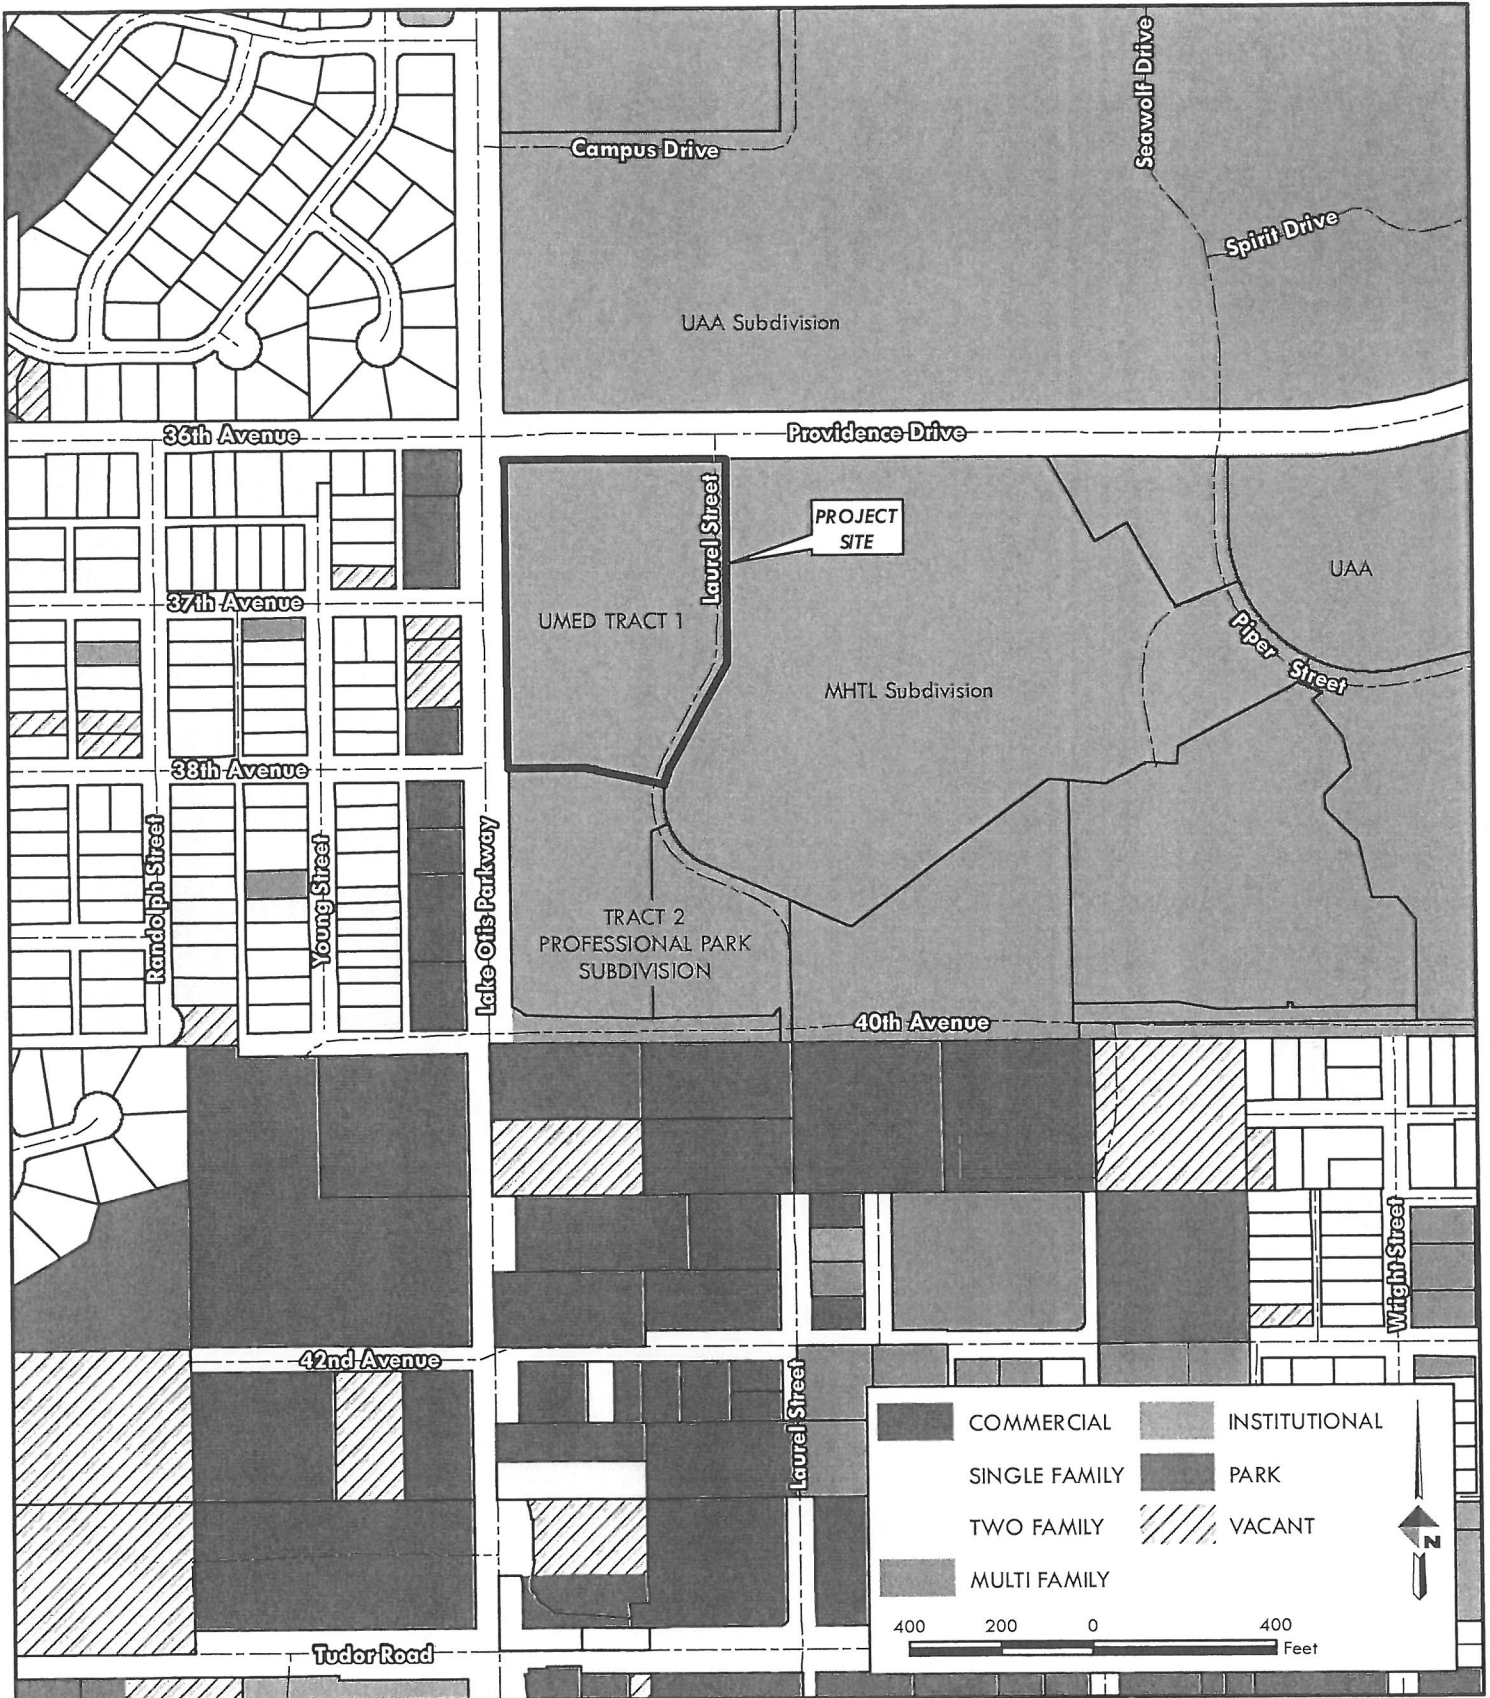 Seawolf Drive
Campus Drive
Spirit Drive
UAA Subdivision
36th Avenue
Providence Drive
Laurel Street
PROJECT
SITE
UAA
37th Avenue
UMED TRACT 1
Piper Street
MHTL Subdivision
38th Avenue
Randolph Street
Young Street
Lake Otis Parkway
TRACT 2
PROFESSIONAL PARK
SUBDIVISION
40th Avenue
Wright Street
42nd Avenue
Laurel Street
COMMERCIAL
INSTITUTIONAL
SINGLE FAMILY
PARK
TWO FAMILY
VACANT
MULTI FAMILY
N
400 200 0 400
Feet
Tudor Road